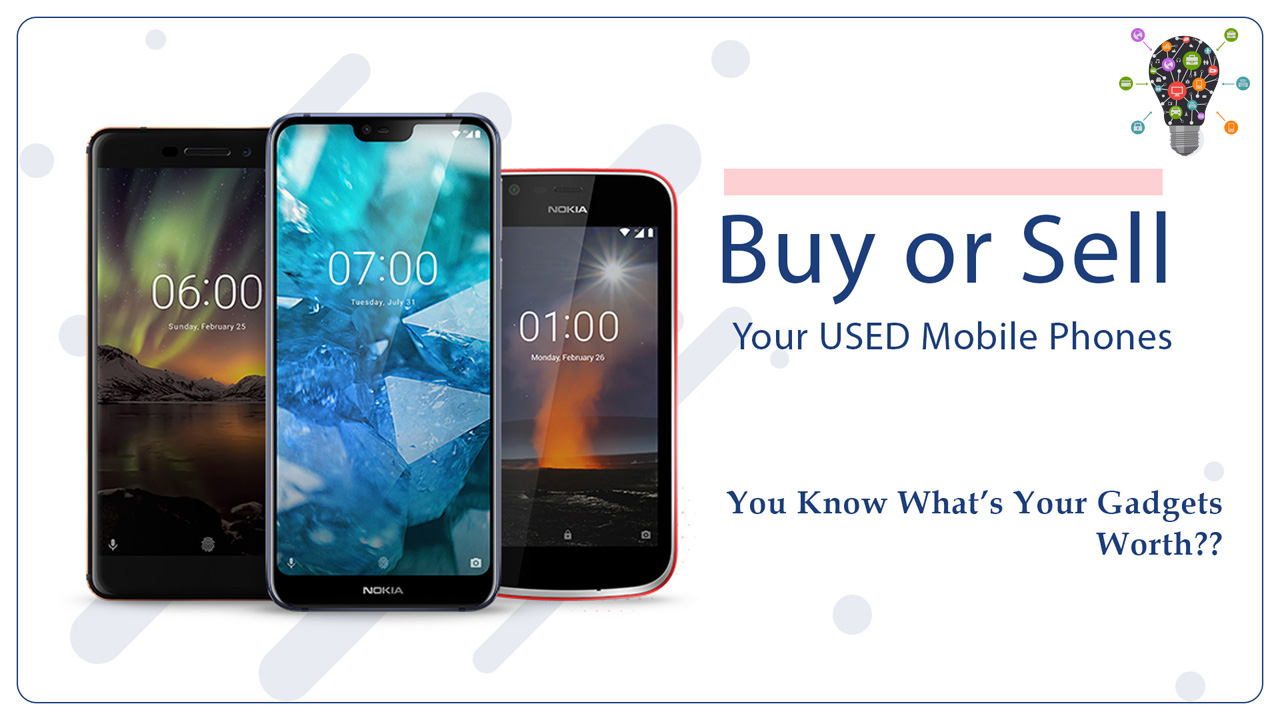 06:00
Sunday, February 25
07:00
Tuesday, July 31
NOKIA
NOKIA
01:00
Monday, February 26
Buy or Sell
Your USED Mobile Phones
You Know What’s Your Gadgets
Worth??